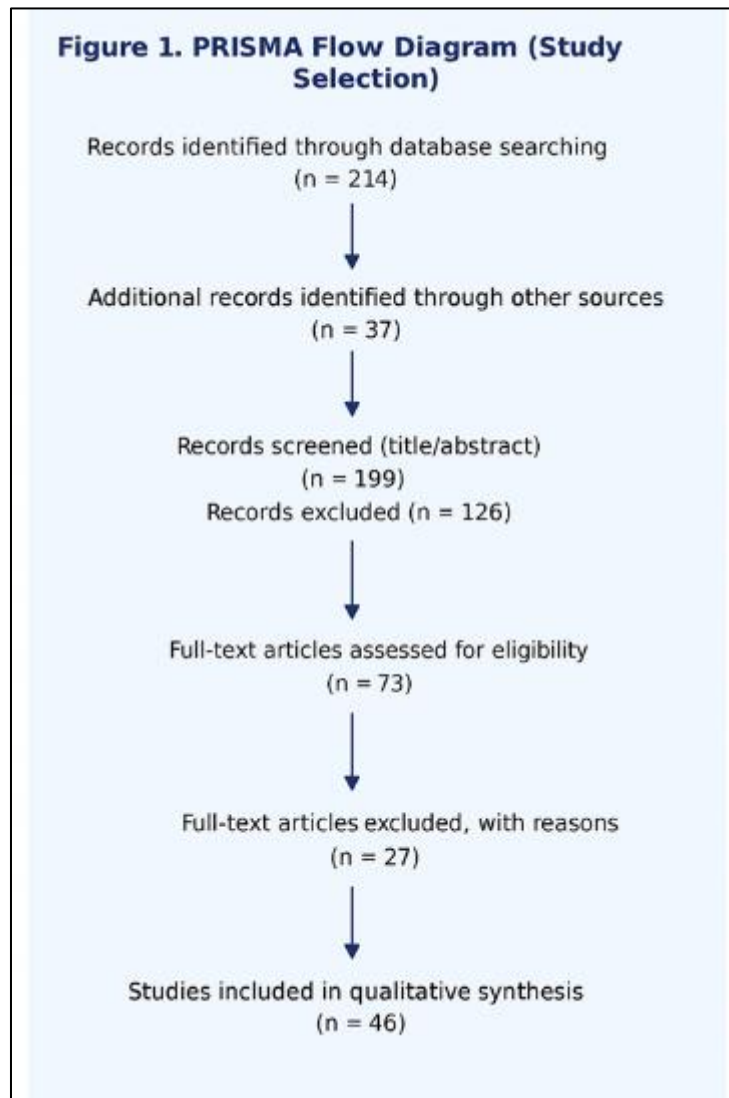 Figure 1. PRISMA Flow Diagram (Study
Selection)
Records identified through database searching
(n = 214)
Additional records identified through other sources
(n = 37)
Records screened (title/abstract)
(n = 199)
Records excluded (n = 126)
Full-text articles assessed for eligibility
(n = 73)
Full-text articles excluded, with reasons
(n = 27)
Studies included in qualitative synthesis
(n = 46)